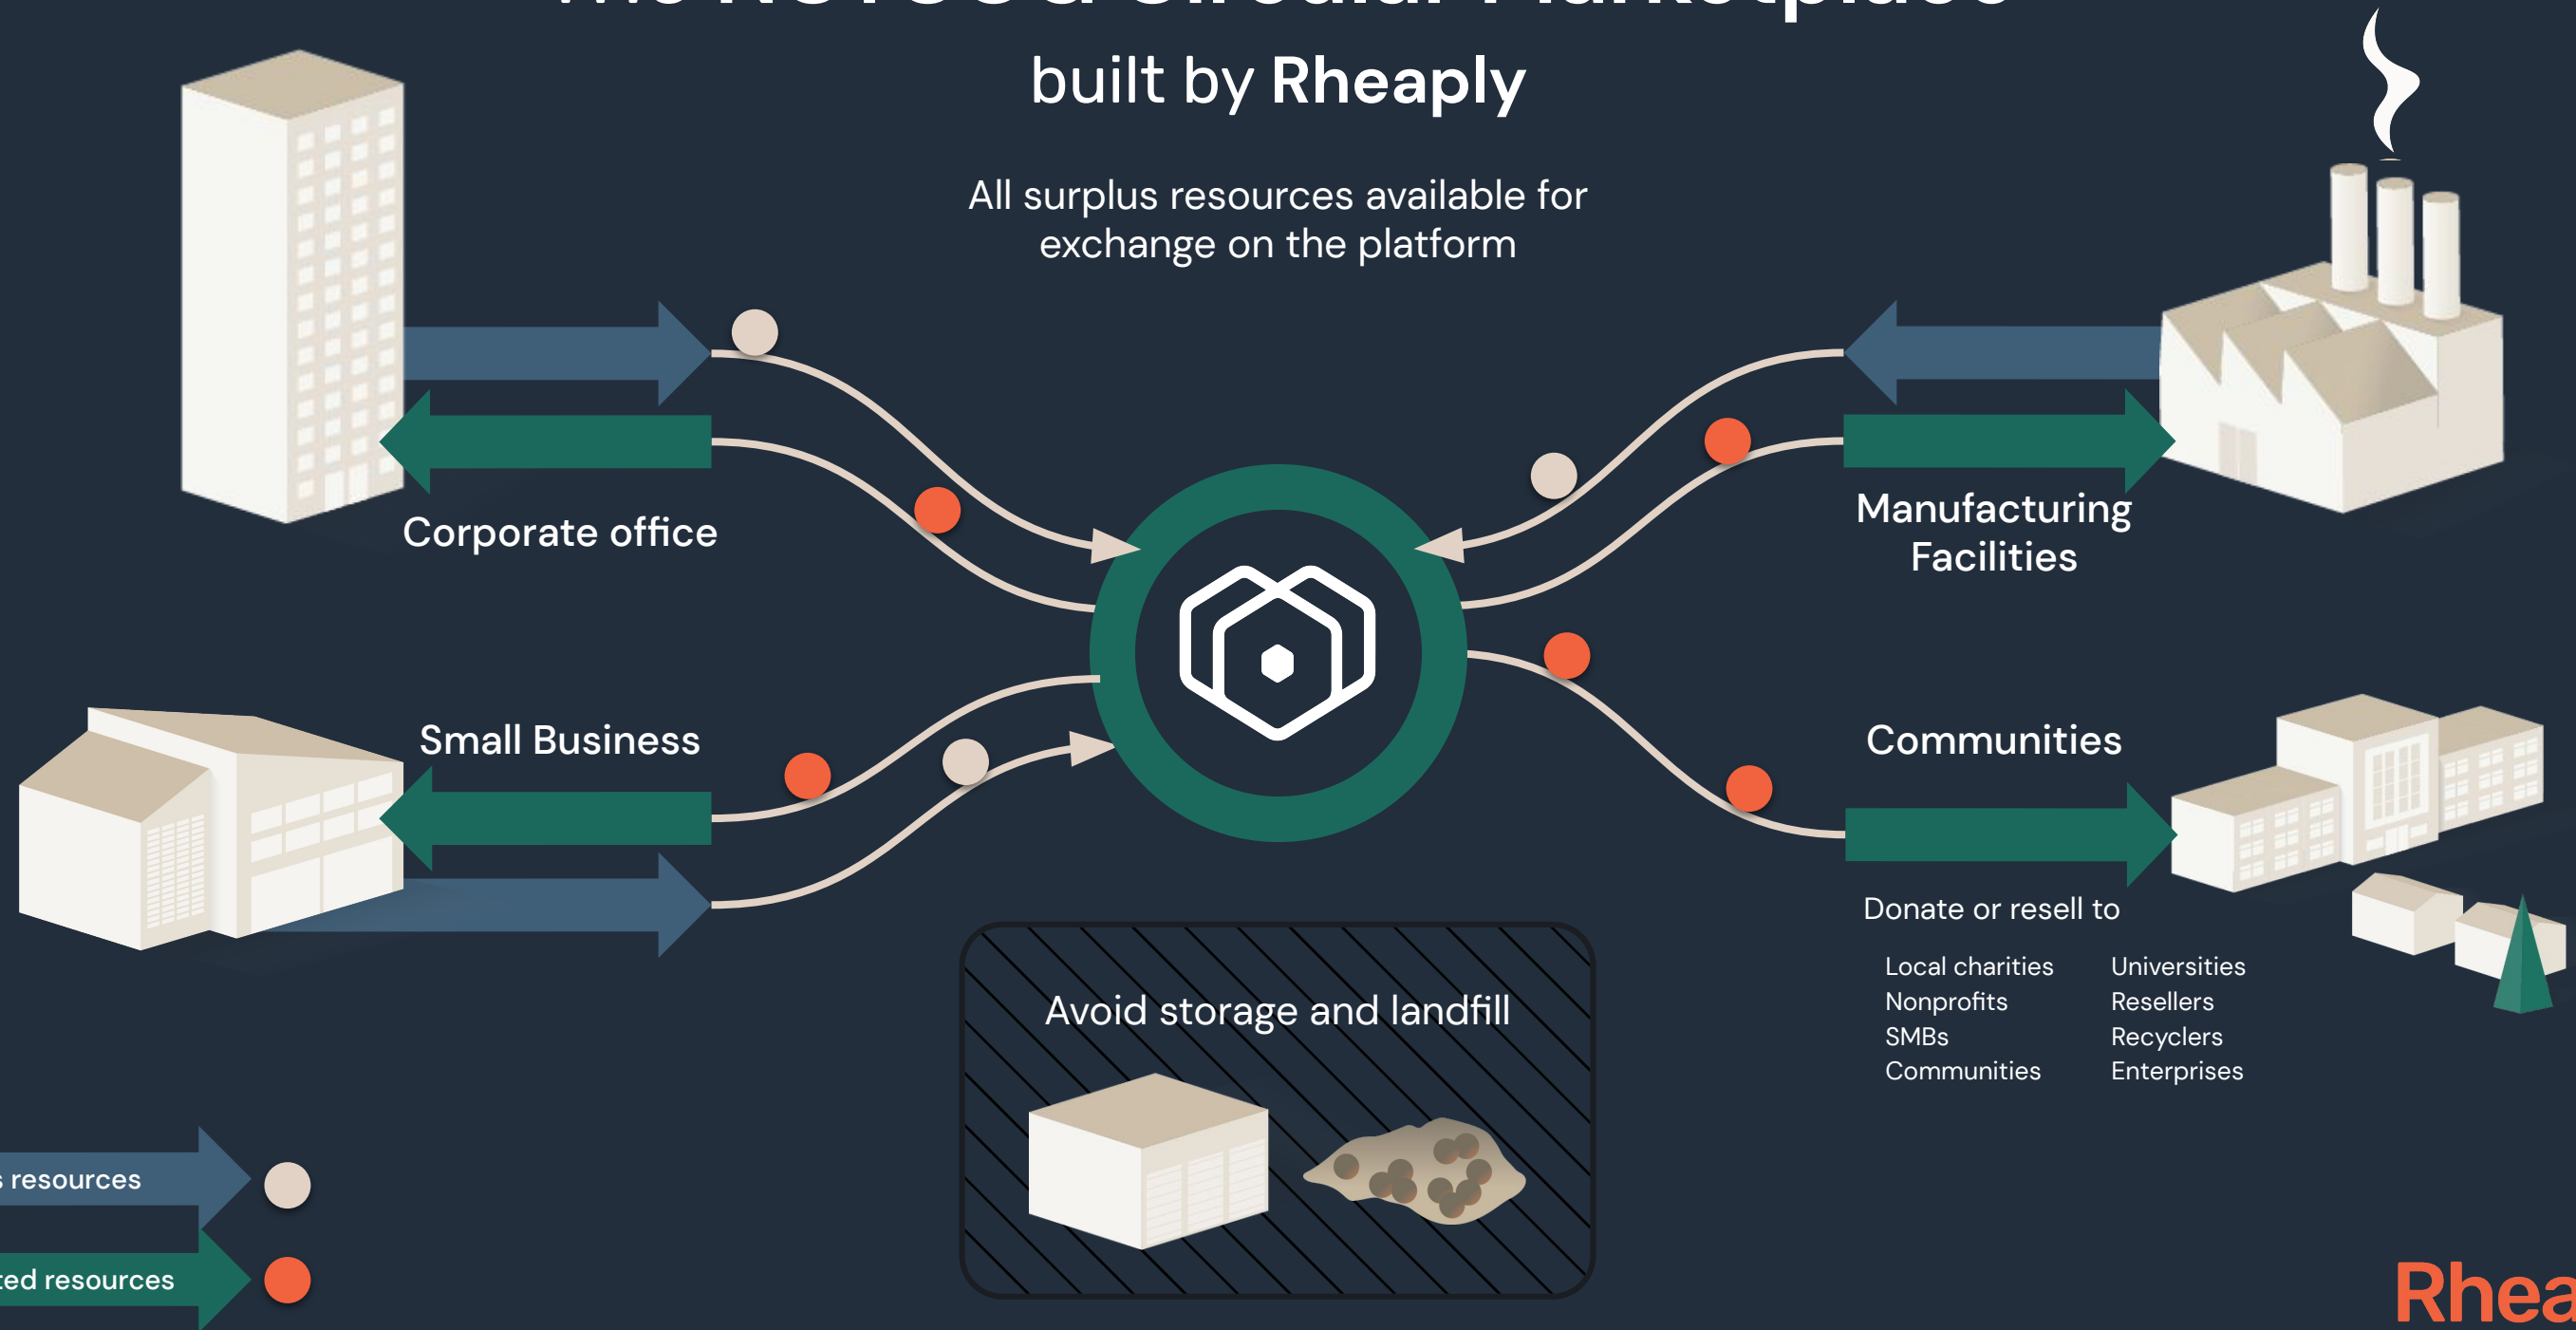 built by Rheaply
All surplus resources available for
exchange on the platform
Corporate office
Manufacturing
Facilities
Small Business
Communities
Donate or resell to
Local charities
Nonprofits
SMBs
Communities
Universities
Resellers
Recyclers
Enterprises
Avoid storage and landfill
resources
resources